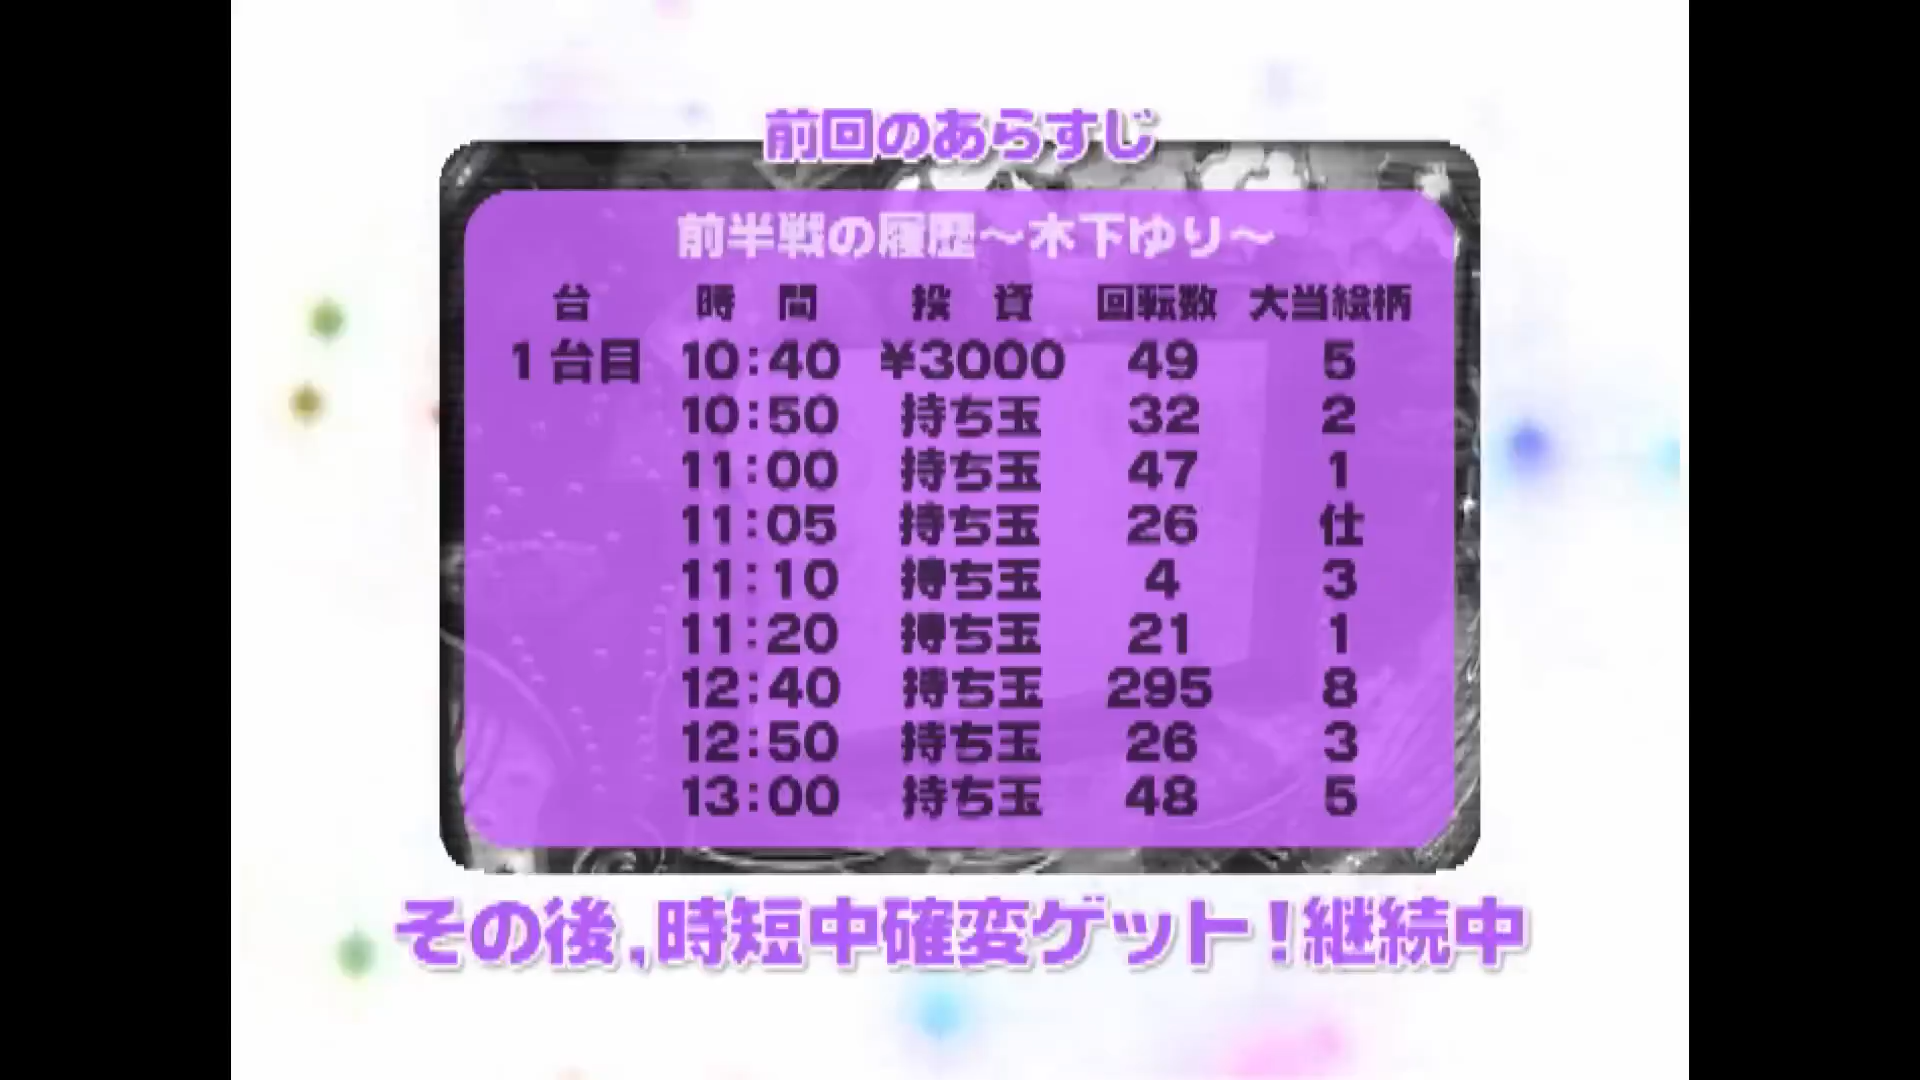 前回のあらすじ
前半戦の履歴～木下ゆり～
台 時 間 投 資 回転数 大当絵柄
1台目 10:40 ¥3000 49 5
10:50 持ち玉 32 2
11:00 持ち玉 47 1
11:05 持ち玉 26 仕
11:10 持ち玉 4 3
11:20 持ち玉 21 1
12:40 持ち玉 295 8
12:50 持ち玉 26 3
13:00 持ち玉 48 5
その後,時短中確変ゲット!継続中